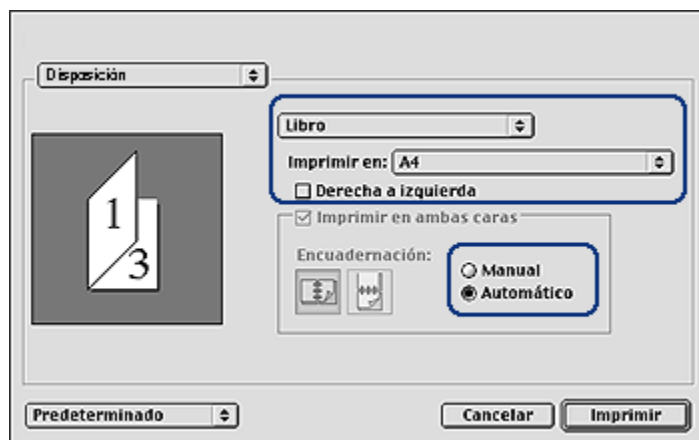 Disposición
Libro
Imprimir en: A4
Derecha a izquierda
Imprimir en ambas caras
Encuadernación:
Manual
Automático
1
3
Predeterminado
Cancelar
Imprimir